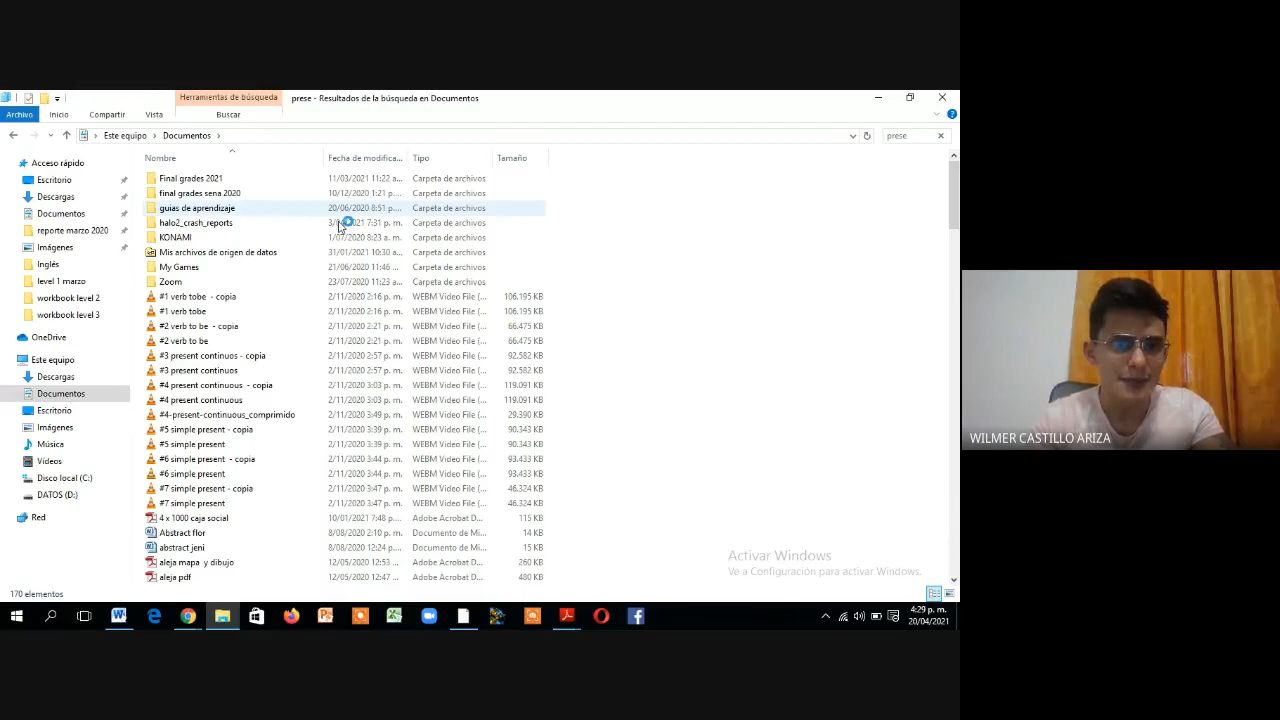 Herramientas de búsqueda
prese - Resultados de la búsqueda en Documentos
Archivo Inicio Compartir Vista Buscar
Este equipo Documentos
prese
Nombre Fecha de modifica... Tipo Tamaño
Acceso rápido
Escritorio
Descargas
Documentos
reporte marzo 2020
Imágenes
Inglés
level 1 marzo
workbook level 2
workbook level 3
OneDrive
Este equipo
Descargas
Documentos
Escritorio
Imágenes
Música
Vídeos
Disco local (C:)
DATOS (D:)
Red
Final grades 2021 11/03/2021 11:22 a... Carpeta de archivos
final grades sena 2020 10/12/2020 1:21 p.... Carpeta de archivos
guias de aprendizaje 20/06/2020 8:51 p.... Carpeta de archivos
halo2_crash_reports 7:31 p. m. Carpeta de archivos
KONAMI 1/07/2020 8:23 a. m. Carpeta de archivos
Mis archivos de origen de datos 31/01/2021 10:30 a... Carpeta de archivos
My Games 21/06/2020 11:46 ... Carpeta de archivos
Zoom 23/07/2020 11:23 a... Carpeta de archivos
#1 verb tobe - copia 2/11/2020 2:16 p. m. WEBM Video File (... 106.195 KB
#1 verb tobe 2/11/2020 2:16 p. m. WEBM Video File (... 106.195 KB
#2 verb to be - copia 2/11/2020 2:21 p. m. WEBM Video File (... 66.475 KB
#2 verb to be 2/11/2020 2:21 p. m. WEBM Video File (... 66.475 KB
#3 present continuos - copia 2/11/2020 2:57 p. m. WEBM Video File (... 92.582 KB
#3 present continuos 2/11/2020 2:57 p. m. WEBM Video File (... 92.582 KB
#4 present continuous - copia 2/11/2020 3:03 p. m. WEBM Video File (... 119.091 KB
#4 present continuous 2/11/2020 3:03 p. m. WEBM Video File (... 119.091 KB
#4-present-continuous_comprimido 2/11/2020 3:49 p. m. WEBM Video File (... 29.390 KB
#5 simple present - copia 2/11/2020 3:39 p. m. WEBM Video File (... 90.343 KB
#5 simple present 2/11/2020 3:39 p. m. WEBM Video File (... 90.343 KB
#6 simple present - copia 2/11/2020 3:44 p. m. WEBM Video File (... 93.433 KB
#6 simple present 2/11/2020 3:44 p. m. WEBM Video File (... 93.433 KB
#7 simple present - copia 2/11/2020 3:47 p. m. WEBM Video File (... 46.324 KB
#7 simple present 2/11/2020 3:47 p. m. WEBM Video File (... 46.324 KB
4 x 1000 caja social 10/01/2021 7:48 p.... Adobe Acrobat D... 115 KB
Abstract flor 8/08/2020 2:10 p. m. Documento de Mi... 14 KB
abstract jeni 8/08/2020 12:24 p.... Documento de Mi... 15 KB
aleja mapa y dibujo 12/05/2020 12:53 ... Adobe Acrobat D... 260 KB
aleja pdf 12/05/2020 12:47 ... Adobe Acrobat D... 480 KB
Activar Windows
Ve a Configuración para activar Windows.
170 elementos
4:29 p. m.
20/04/2021
WILMER CASTILLO ARIZA